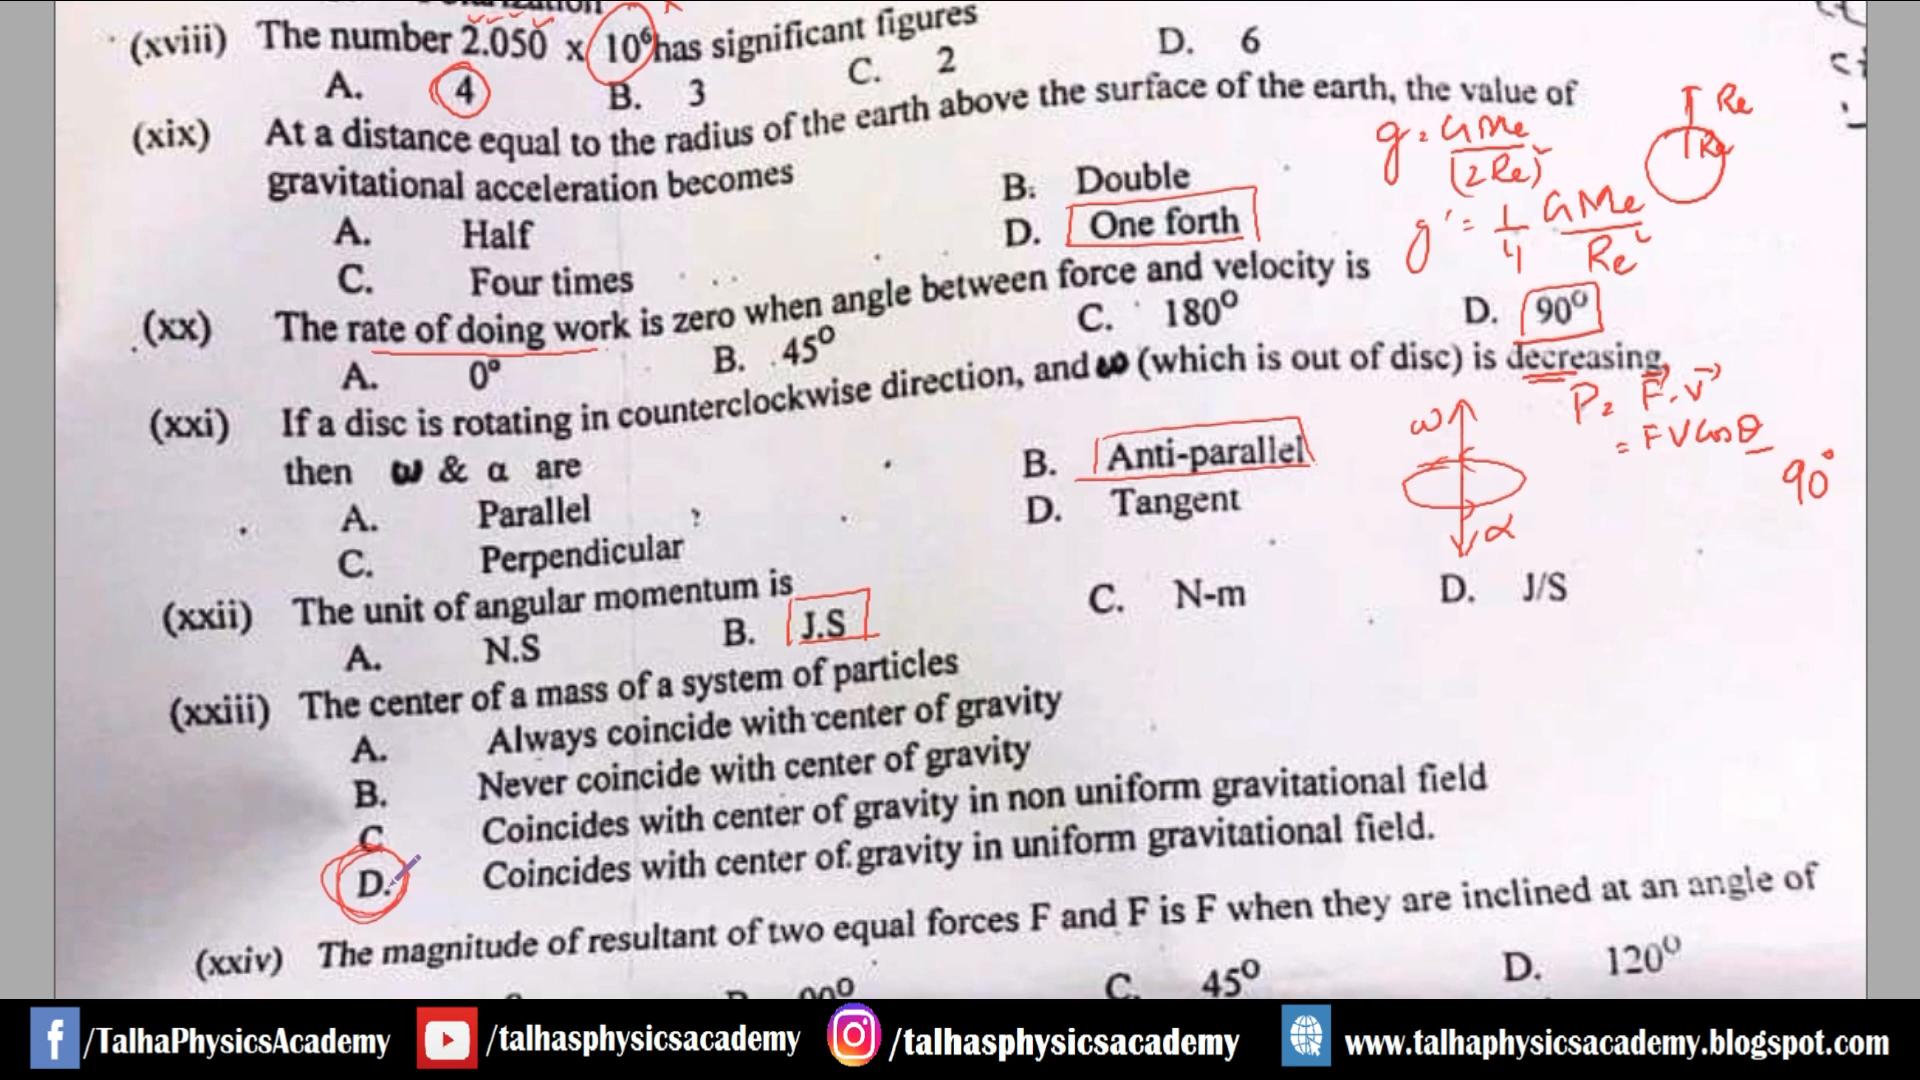 (xviii) The number 2.050 x 10⁶ has significant figures
A. 4 B. 3 C. 2 D. 6
(xix) At a distance equal to the radius of the earth above the surface of the earth, the value of
gravitational acceleration becomes
A. Half B. Double
C. Four times D. One forth
g = GMe / (2Re)²
g' = 1/4 GMe / Re²
Re
Re
(xx) The rate of doing work is zero when angle between force and velocity is
A. 0° B. 45° C. 180° D. 90°
(xxi) If a disc is rotating in counterclockwise direction, and ω (which is out of disc) is decreasing,
then ω & α are
A. Parallel B. Anti-parallel
C. Perpendicular D. Tangent
ω
α
P = F.v
= FVCosθ
90°
(xxii) The unit of angular momentum is
A. N.S B. J.S C. N-m D. J/S
(xxiii) The center of a mass of a system of particles
A. Always coincide with center of gravity
B. Never coincide with center of gravity
C Coincides with center of gravity in non uniform gravitational field
D. Coincides with center of gravity in uniform gravitational field.
(xxiv) The magnitude of resultant of two equal forces F and F is F when they are inclined at an angle of
C. 45° D. 120°
/TalhaPhysicsAcademy /talhasphysicsacademy /talhasphysicsacademy www.talhaphysicsacademy.blogspot.com